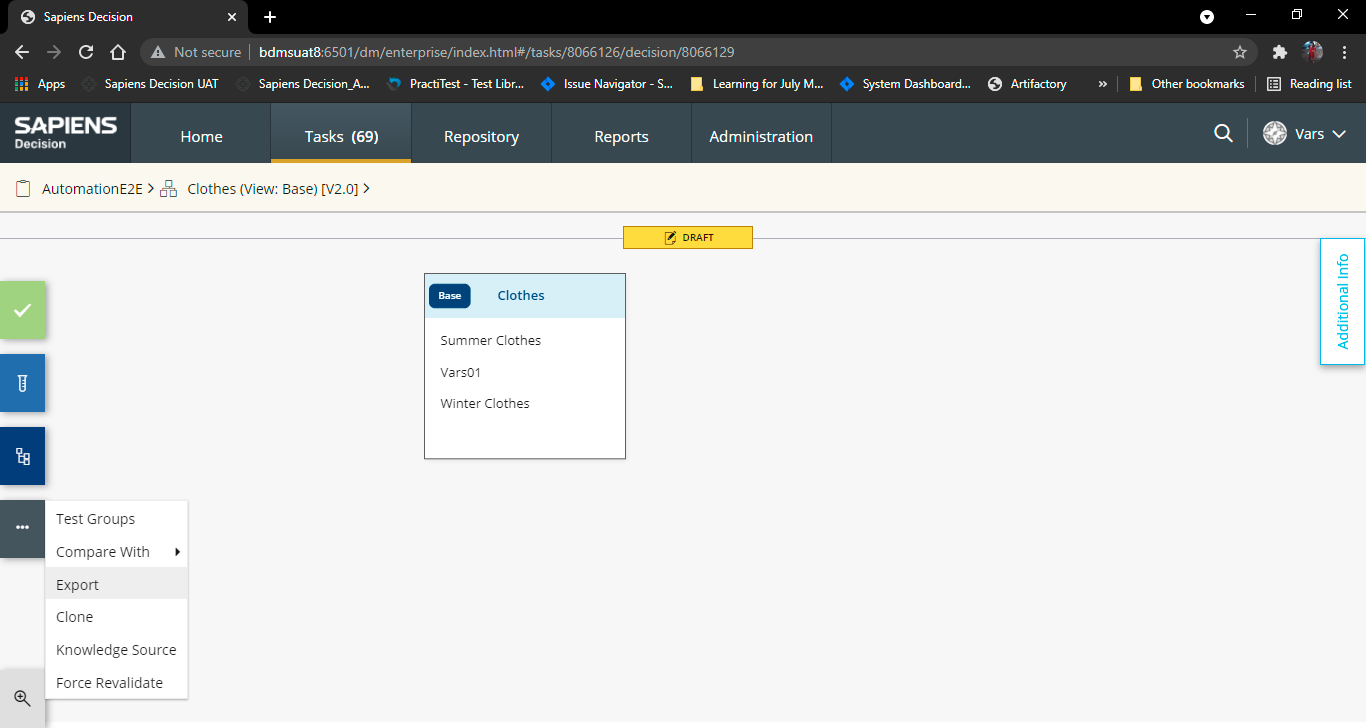 Sapiens Decision
Not secure
bdmsuat8:6501/dm/enterprise/index.html#/tasks/8066126/decision/8066129
Apps
Sapiens Decision UAT
Sapiens Decision_A...
PractiTest - Test Libr...
Issue Navigator - S...
Learning for July M...
System Dashboard...
Artifactory
»
Other bookmarks
Reading list
SAPIENS
Decision
Home
Tasks (69)
Repository
Reports
Administration
Vars
AutomationE2E > Clothes (View: Base) [V2.0] >
DRAFT
Additional Info
Base
Clothes
Summer Clothes
Vars01
Winter Clothes
Test Groups
Compare With
Export
Clone
Knowledge Source
Force Revalidate